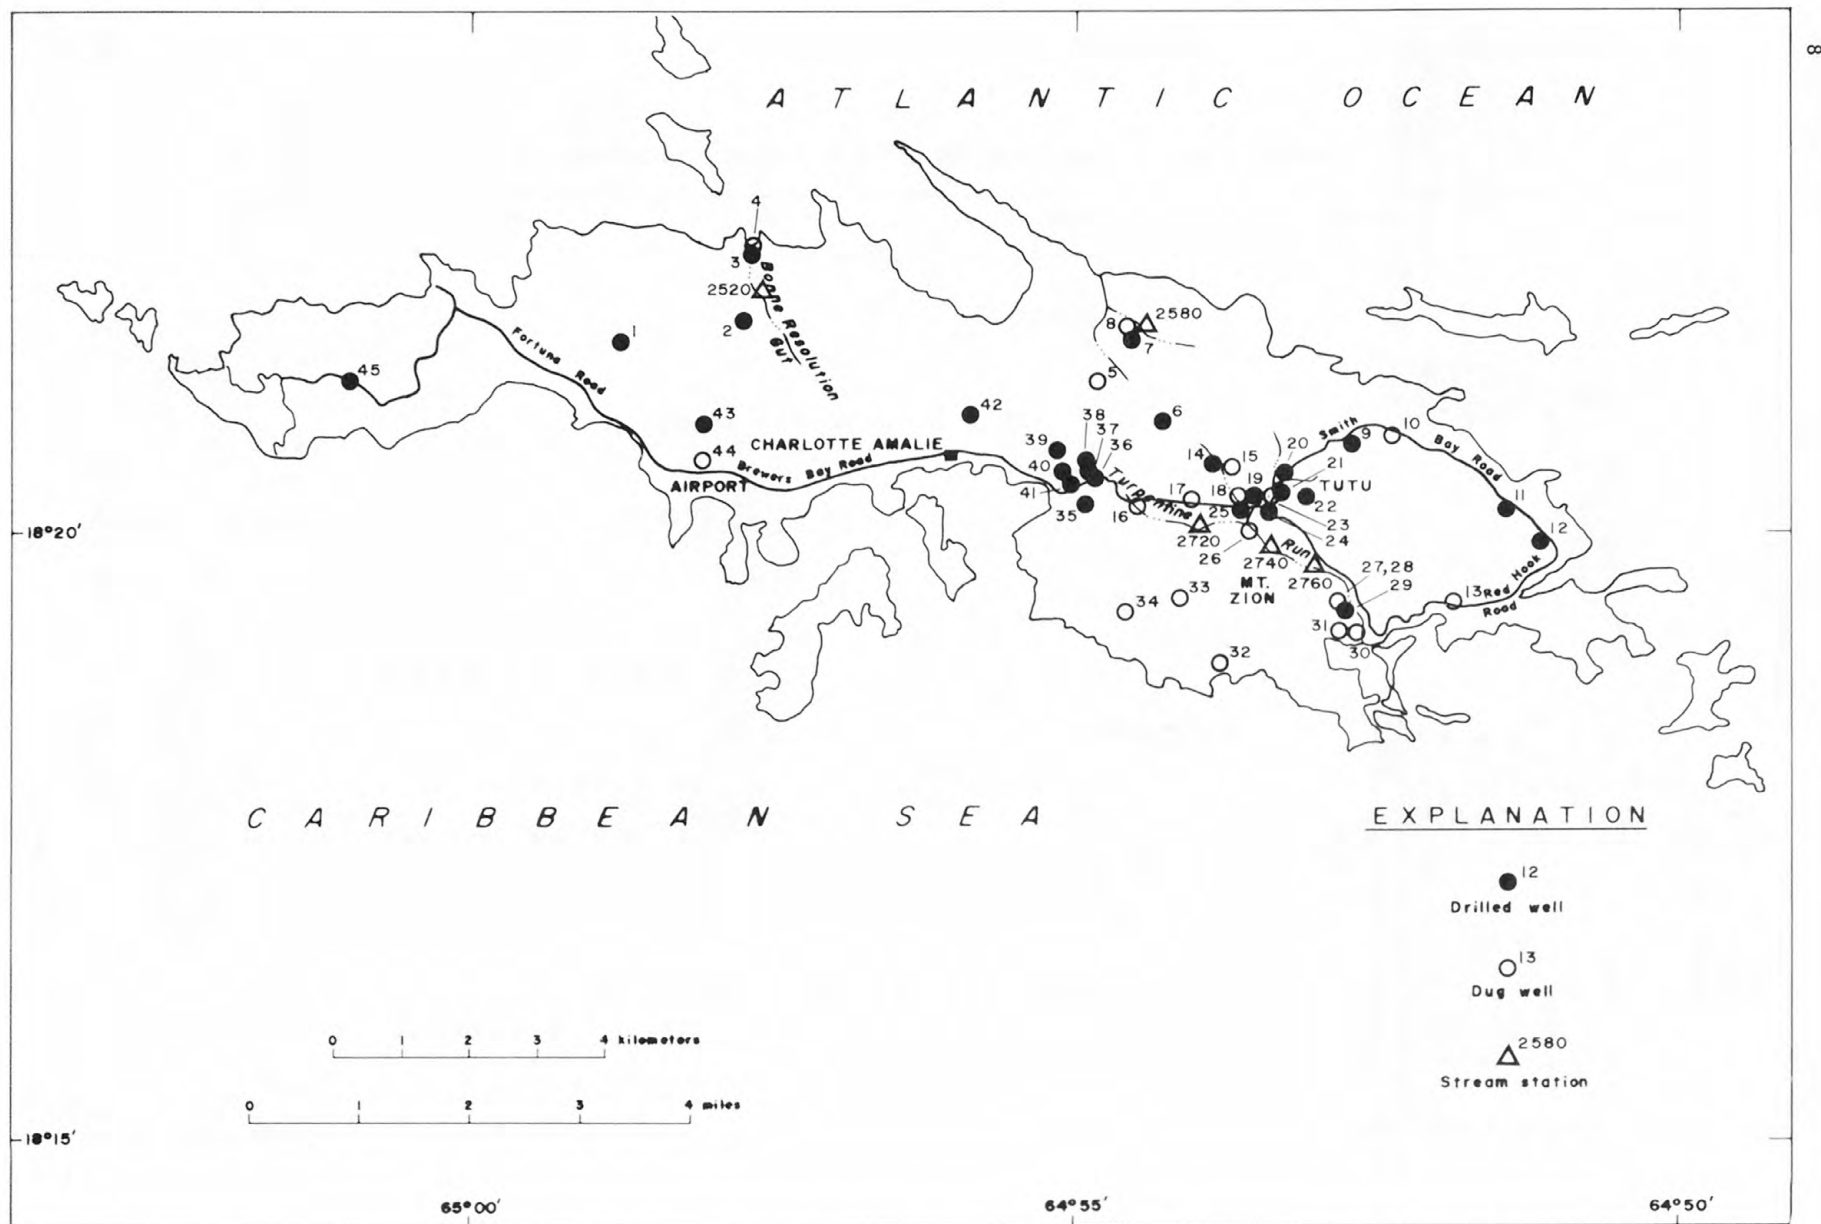 8
ATLANTIC OCEAN
4
3
Bonne Resolution
Gut
2520
2
1
8
2580
7
5
6
Fortuna
Road
45
43
44
42
CHARLOTTE AMALIE
Brewers Bay Road
AIRPORT
39
40
41
38
37
36
35
Turpentine
Run
14
15
16
17
18
19
20
21
TUTU
22
23
24
25
26
Smith
Bay
Road
9
10
11
12
13
Red
Hook
Road
2720
2740
2760
MT.
ZION
27,28
29
30
31
32
33
34
18°20'
CARIBBEAN SEA
EXPLANATION
12
Drilled well
13
Dug well
2580
Stream station
0 1 2 3 4 kilometers
0 1 2 3 4 miles
18°15'
65°00'
64°55'
64°50'